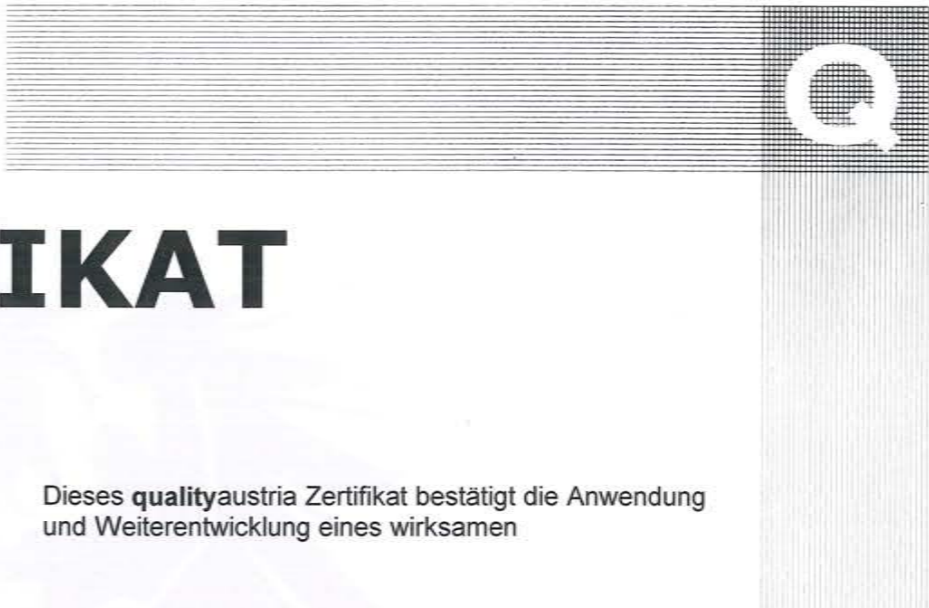 Q
IKAT
Dieses qualityaustria Zertifikat bestätigt die Anwendung
und Weiterentwicklung eines wirksamen